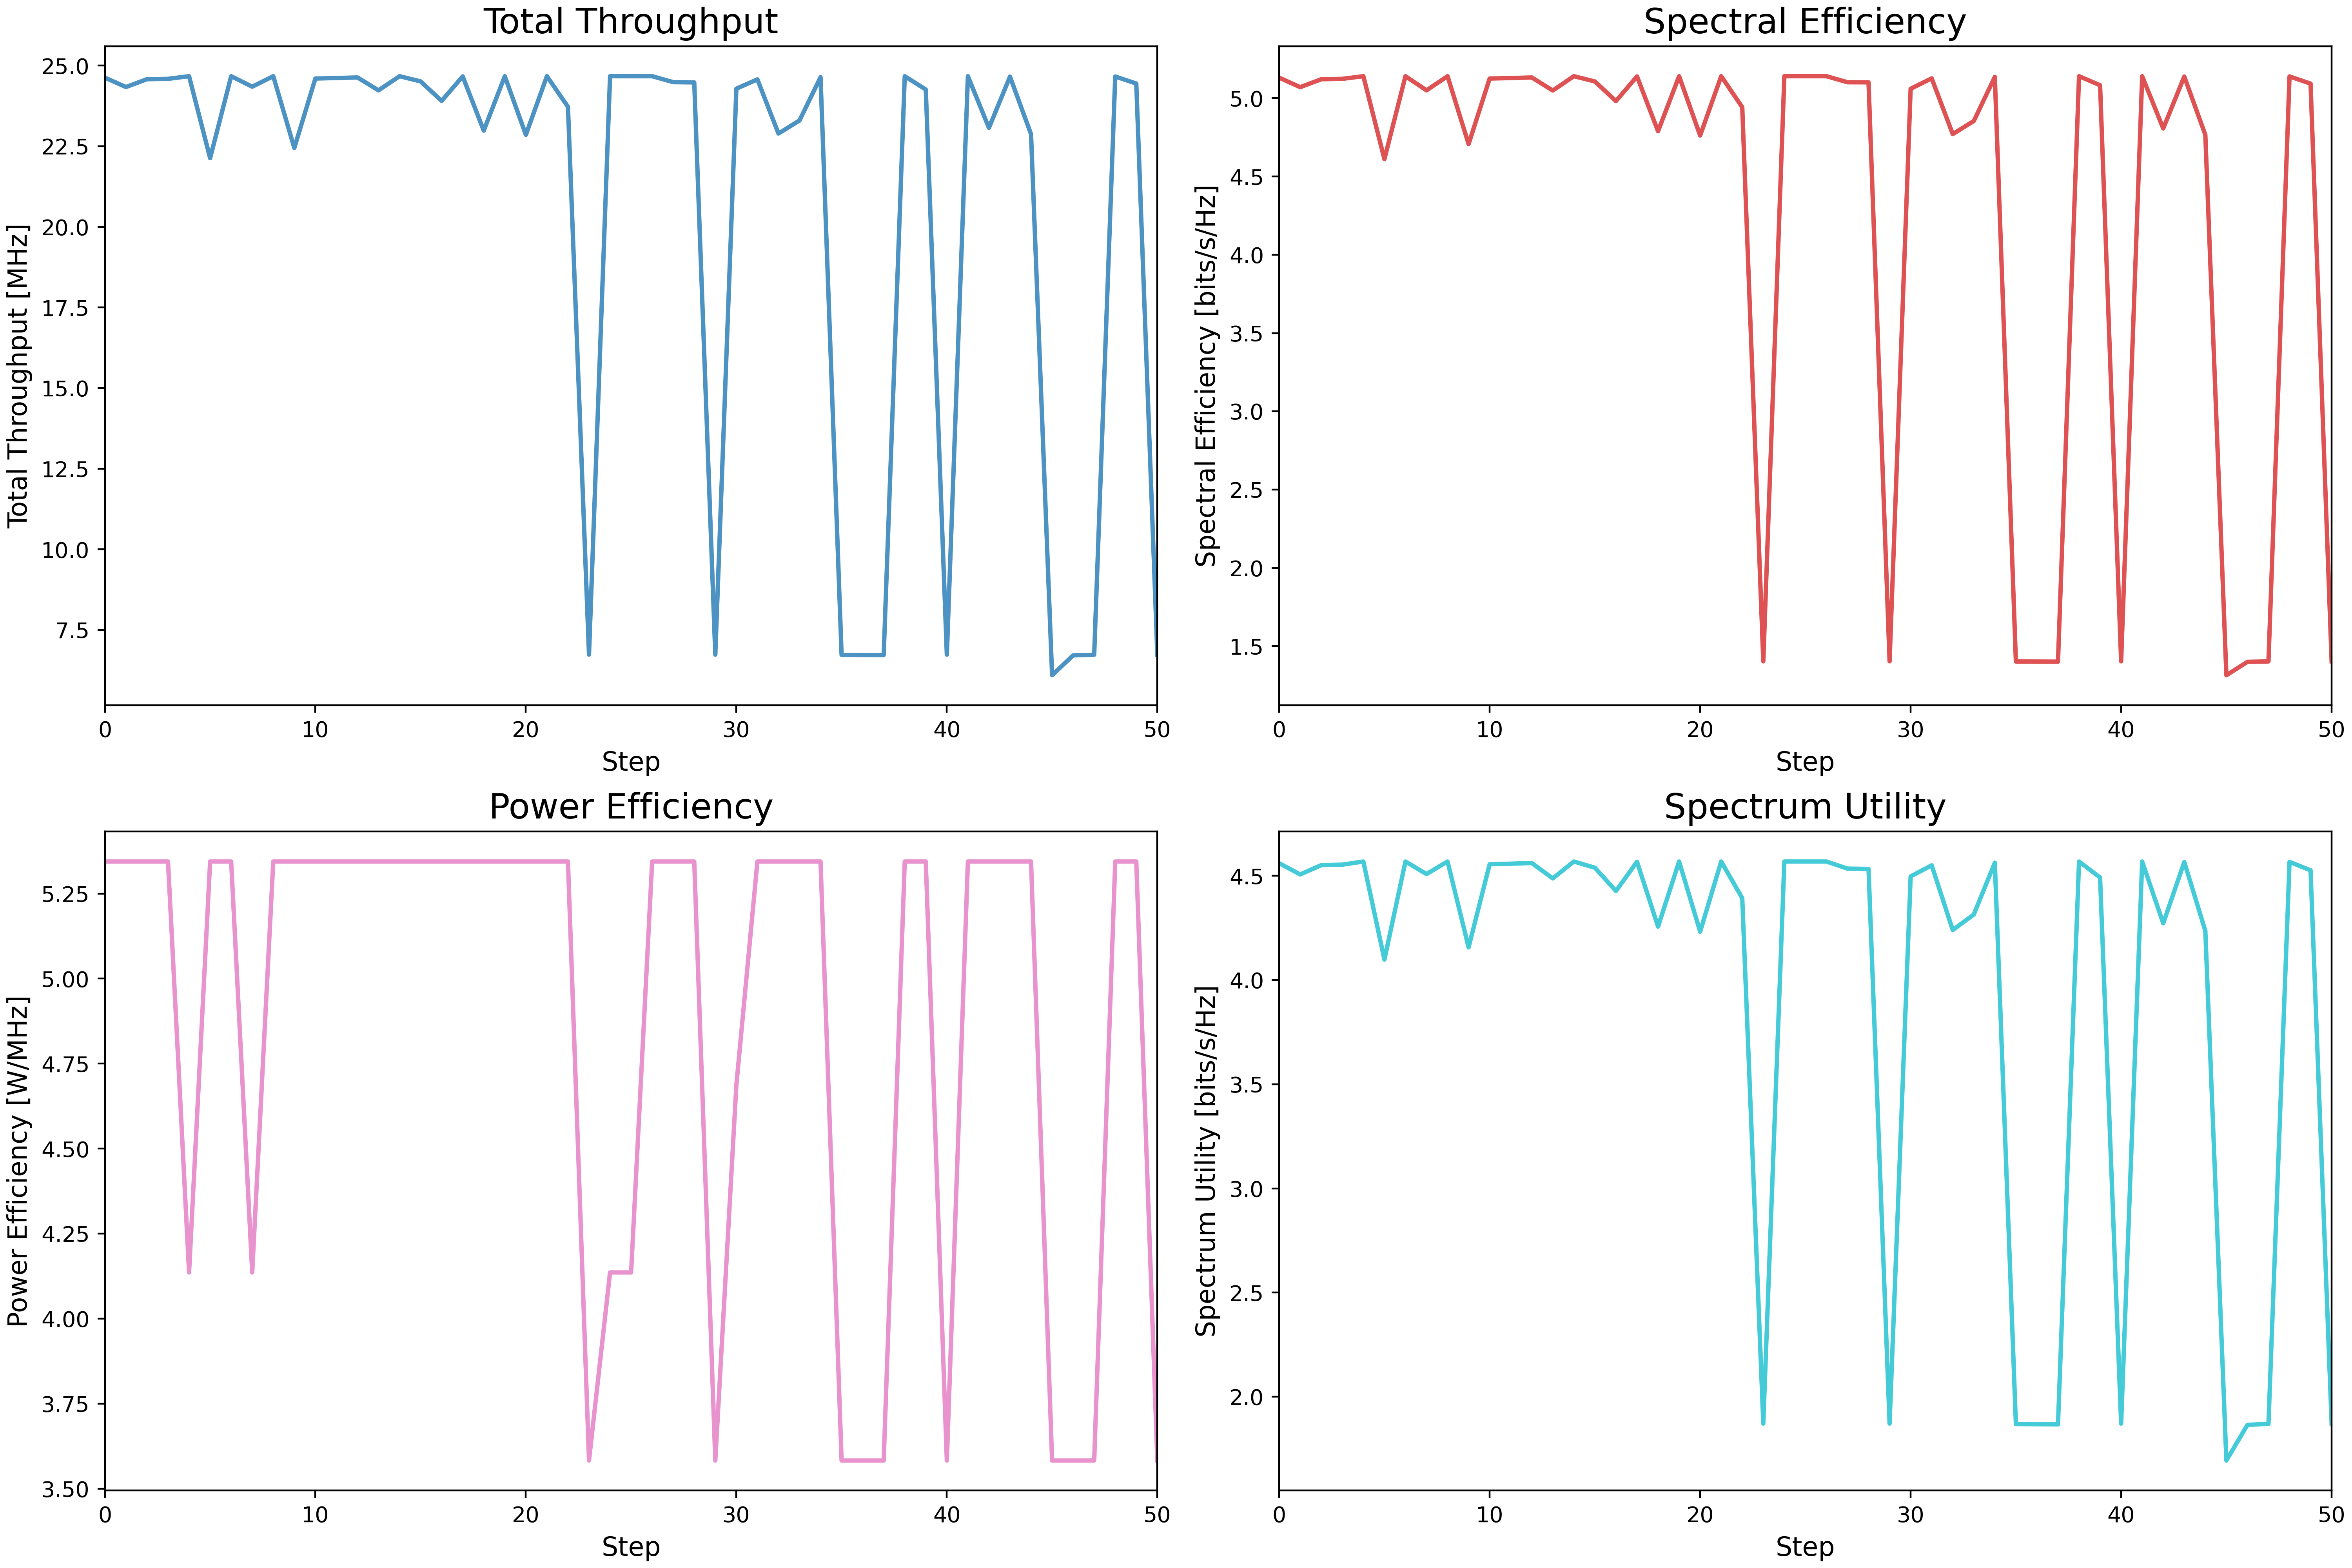 Total Throughput
Total Throughput [MHz]
25.0
22.5
20.0
17.5
15.0
12.5
10.0
7.5
0 10 20 30 40 50
Step
Spectral Efficiency
Spectral Efficiency [bits/s/Hz]
5.0
4.5
4.0
3.5
3.0
2.5
2.0
1.5
0 10 20 30 40 50
Step
Power Efficiency
Power Efficiency [W/MHz]
5.25
5.00
4.75
4.50
4.25
4.00
3.75
3.50
0 10 20 30 40 50
Step
Spectrum Utility
Spectrum Utility [bits/s/Hz]
4.5
4.0
3.5
3.0
2.5
2.0
0 10 20 30 40 50
Step